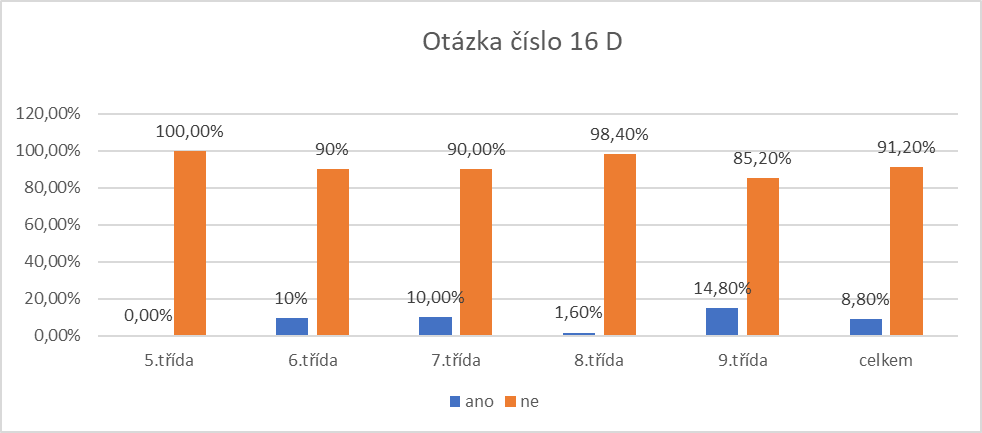 Otázka číslo 16 D
120,00%
100,00%
80,00%
60,00%
40,00%
20,00%
0,00%
100,00%
90%
90,00%
98,40%
85,20%
91,20%
0,00%
10%
10,00%
1,60%
14,80%
8,80%
5.třída
6.třída
7.třída
8.třída
9.třída
celkem
ano
ne